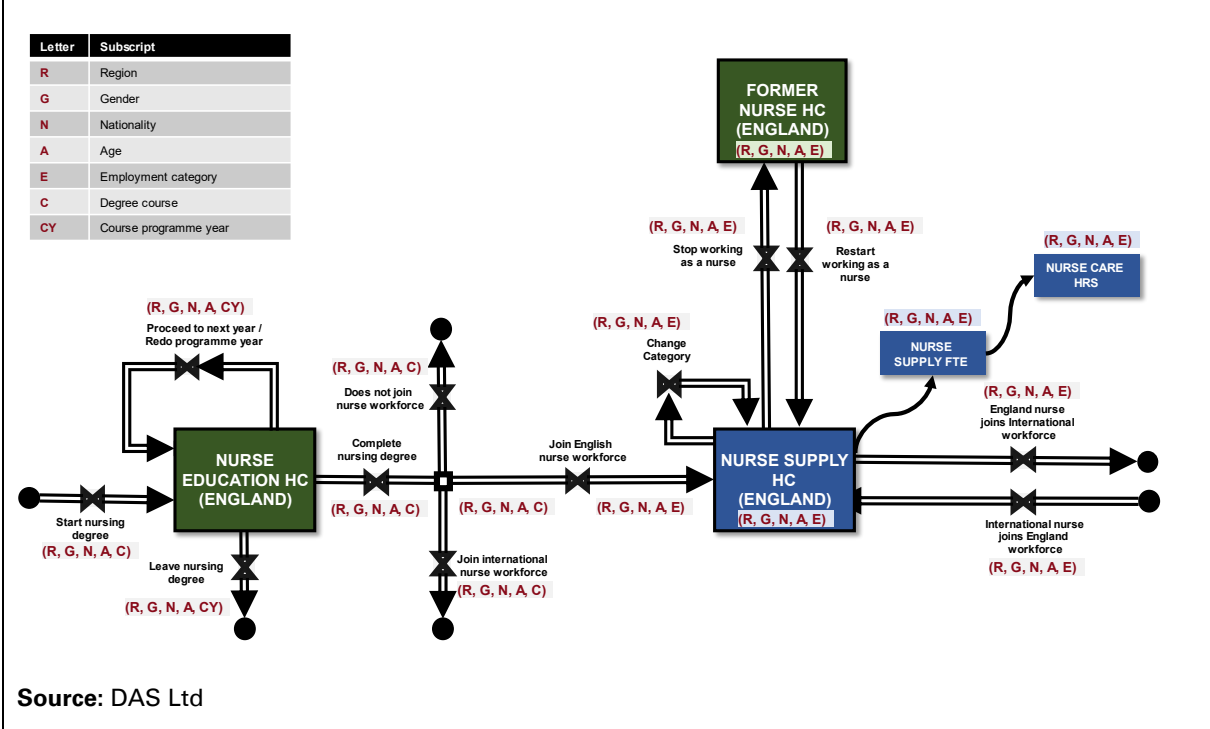 Letter Subscript
R Region
G Gender
N Nationality
A Age
E Employment category
C Degree course
CY Course programme year
FORMER
NURSE HC
(ENGLAND)
(R, G, N, A, E)
(R, G, N, A, E)
Stop working
as a nurse
(R, G, N, A, E)
Restart
working as a
nurse
(R, G, N, A, E)
NURSE CARE
HRS
(R, G, N, A, E)
NURSE
SUPPLY FTE
(R, G, N, A, CY)
Proceed to next year /
Redo programme year
(R, G, N, A, C)
Does not join
nurse workforce
(R, G, N, A, E)
Change
Category
(R, G, N, A, E)
England nurse
joins International
workforce
NURSE
EDUCATION HC
(ENGLAND)
Complete
nursing degree
(R, G, N, A, C)
Join English
nurse workforce
(R, G, N, A, C)
(R, G, N, A, E)
NURSE SUPPLY
HC
(ENGLAND)
(R, G, N, A, E)
Start nursing
degree
(R, G, N, A, C)
Leave nursing
degree
(R, G, N, A, CY)
Join international
nurse workforce
(R, G, N, A, C)
International nurse
joins England
workforce
(R, G, N, A, E)
Source: DAS Ltd